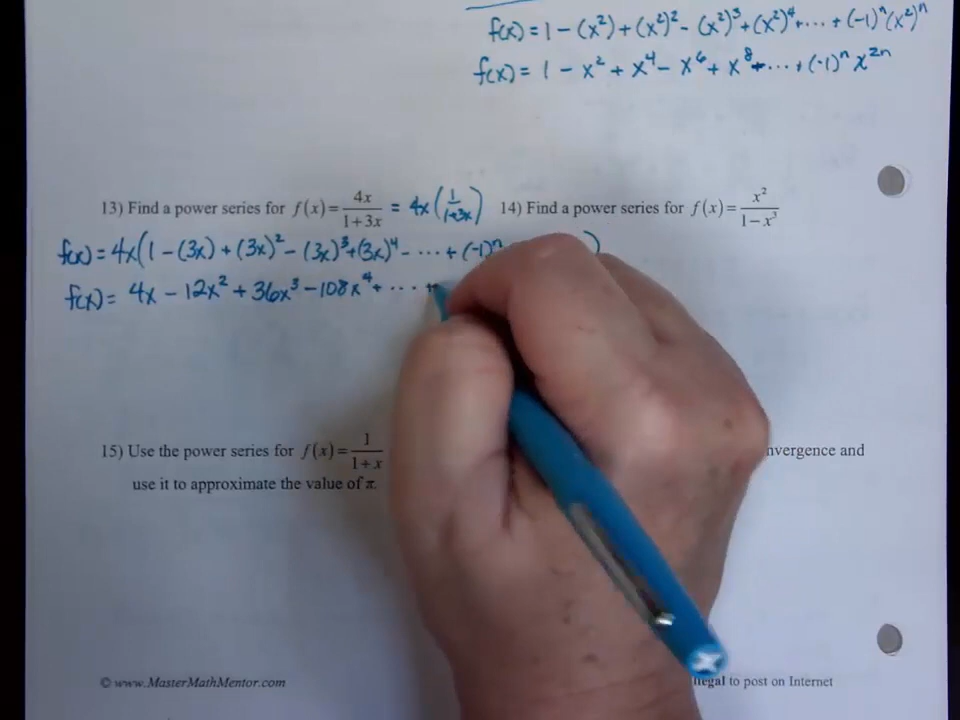 f(x) = 1 - (x²) + (x²)² - (x²)³ + (x²)⁴ + ... + (-1)ⁿ(x²)ⁿ
f(x) = 1 - x² + x⁴ - x⁶ + x⁸ + ... + (-1)ⁿ x²ⁿ
13) Find a power series for f(x) = 4x/(1+3x) = 4x(1/(1+3x))
14) Find a power series for f(x) = x²/(1-x³)
f(x) = 4x(1 - (3x) + (3x)² - (3x)³ + (3x)⁴ - ... + (-1)ⁿ )
f(x) = 4x - 12x² + 36x³ - 108x⁴ + ... +
15) Use the power series for f(x) = 1/(1+x) nvergence and
use it to approximate the value of π.
© www.MasterMathMentor.com
legal to post on Internet